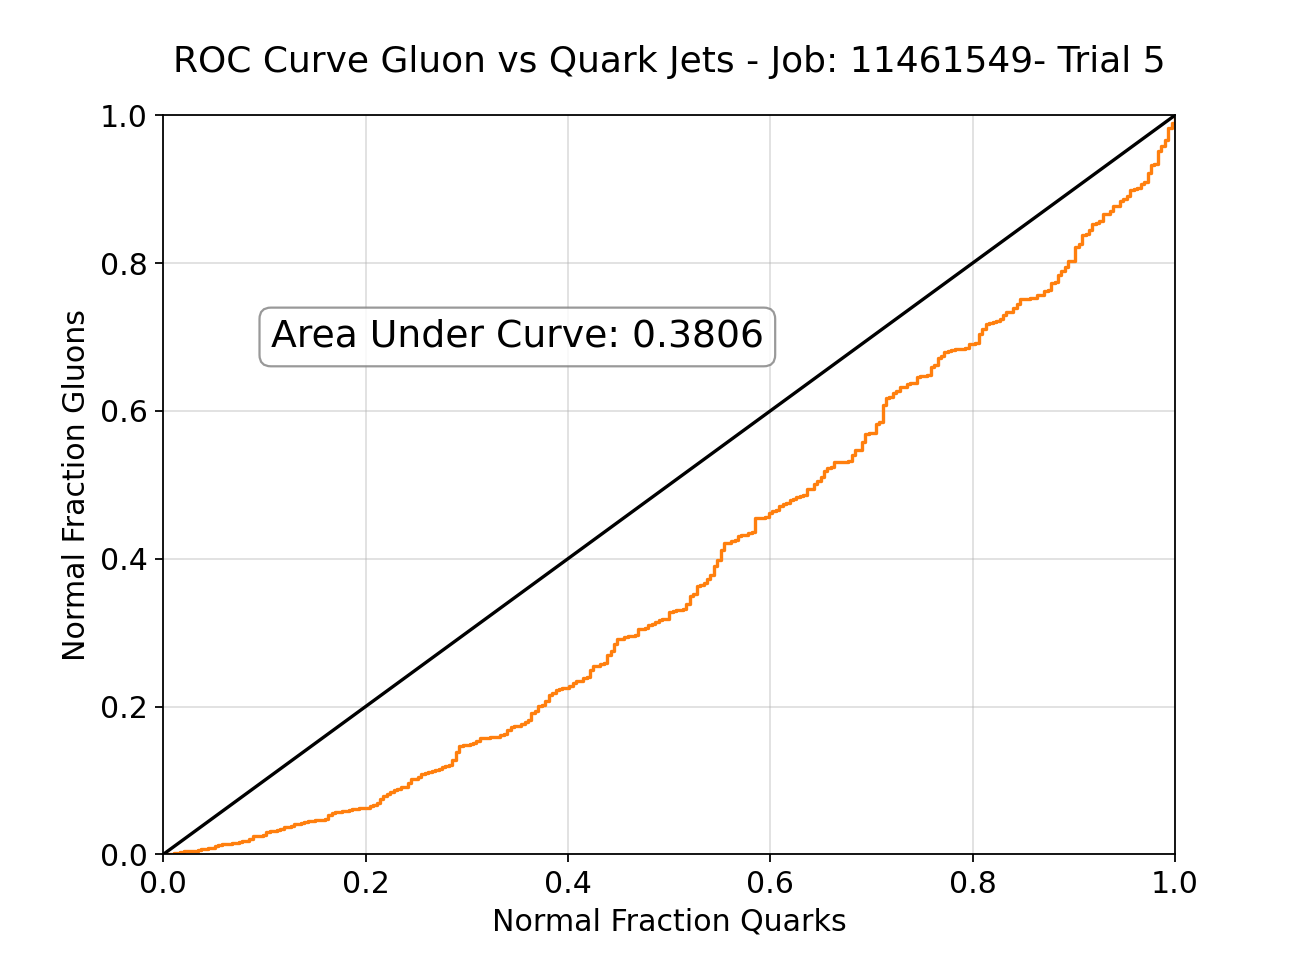 ROC Curve Gluon vs Quark Jets - Job: 11461549- Trial 5
1.0
0.8
0.6
0.4
0.2
0.0
Normal Fraction Gluons
Area Under Curve: 0.3806
0.0 0.2 0.4 0.6 0.8 1.0
Normal Fraction Quarks